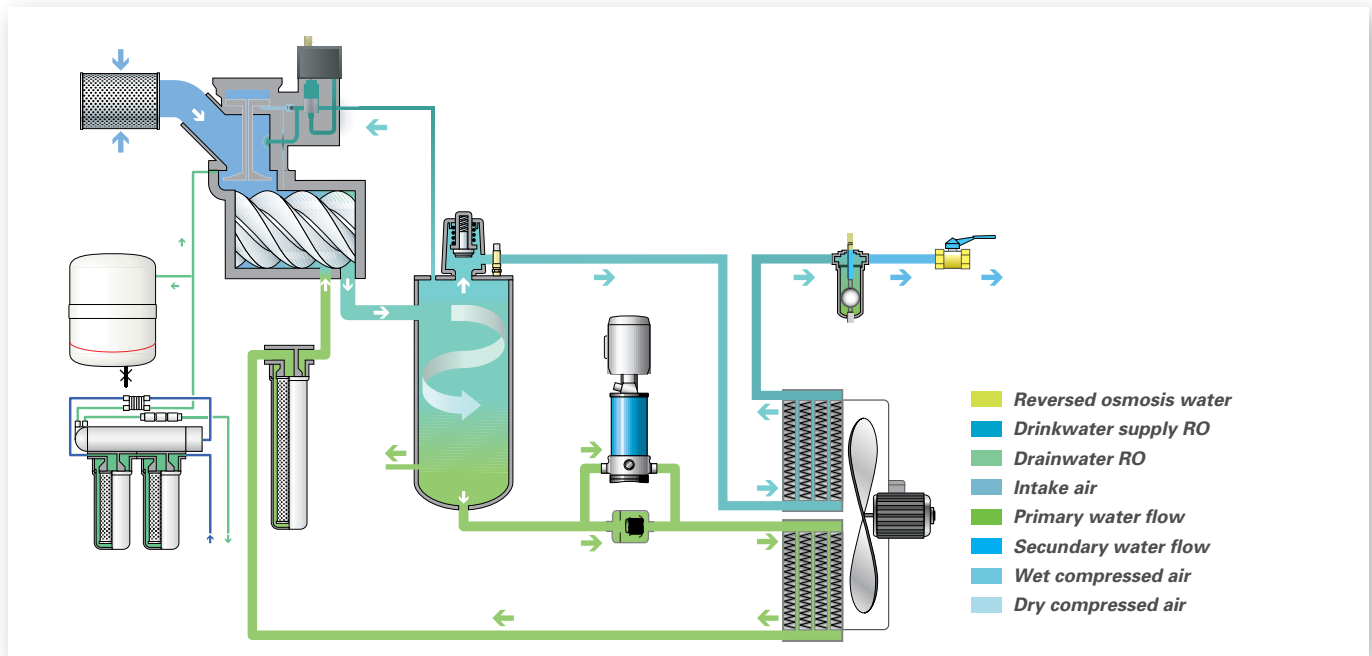 Reversed osmosis water
Drinkwater supply RO
Drainwater RO
Intake air
Primary water flow
Secundary water flow
Wet compressed air
Dry compressed air